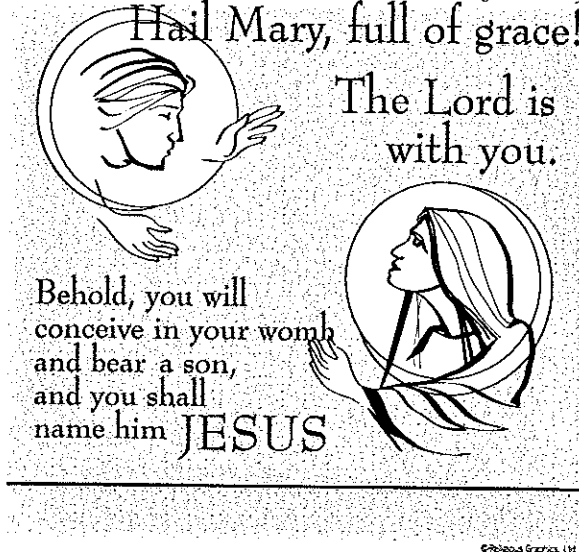 Hail Mary, full of grace!
The Lord is
with you.
Behold, you will
conceive in your womb
and bear a son,
and you shall
name him JESUS